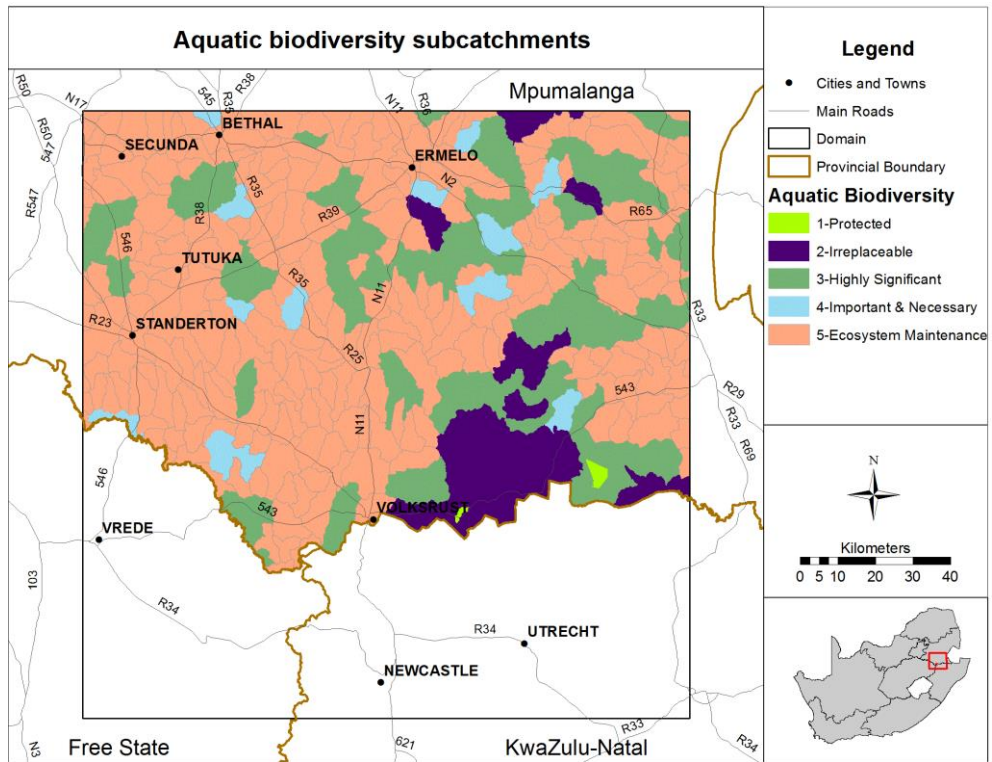 Aquatic biodiversity subcatchments
R50
N17
R50
547
R547
545
R35
R38
N11
R36
Mpumalanga
BETHAL
SECUNDA
ERMELO
N2
R35
R38
R39
R65
546
TUTUKA
R35
N11
R33
R23
STANDERTON
R25
543
R29
R33
R69
N11
546
543
VOLKSRUST
VREDE
103
R34
R34
UTRECHT
NEWCASTLE
N3
Free State
621
KwaZulu-Natal
R33
R34
Legend
Cities and Towns
Main Roads
Domain
Provincial Boundary
Aquatic Biodiversity
1-Protected
2-Irreplaceable
3-Highly Significant
4-Important & Necessary
5-Ecosystem Maintenance
N
Kilometers
0 5 10 20 30 40